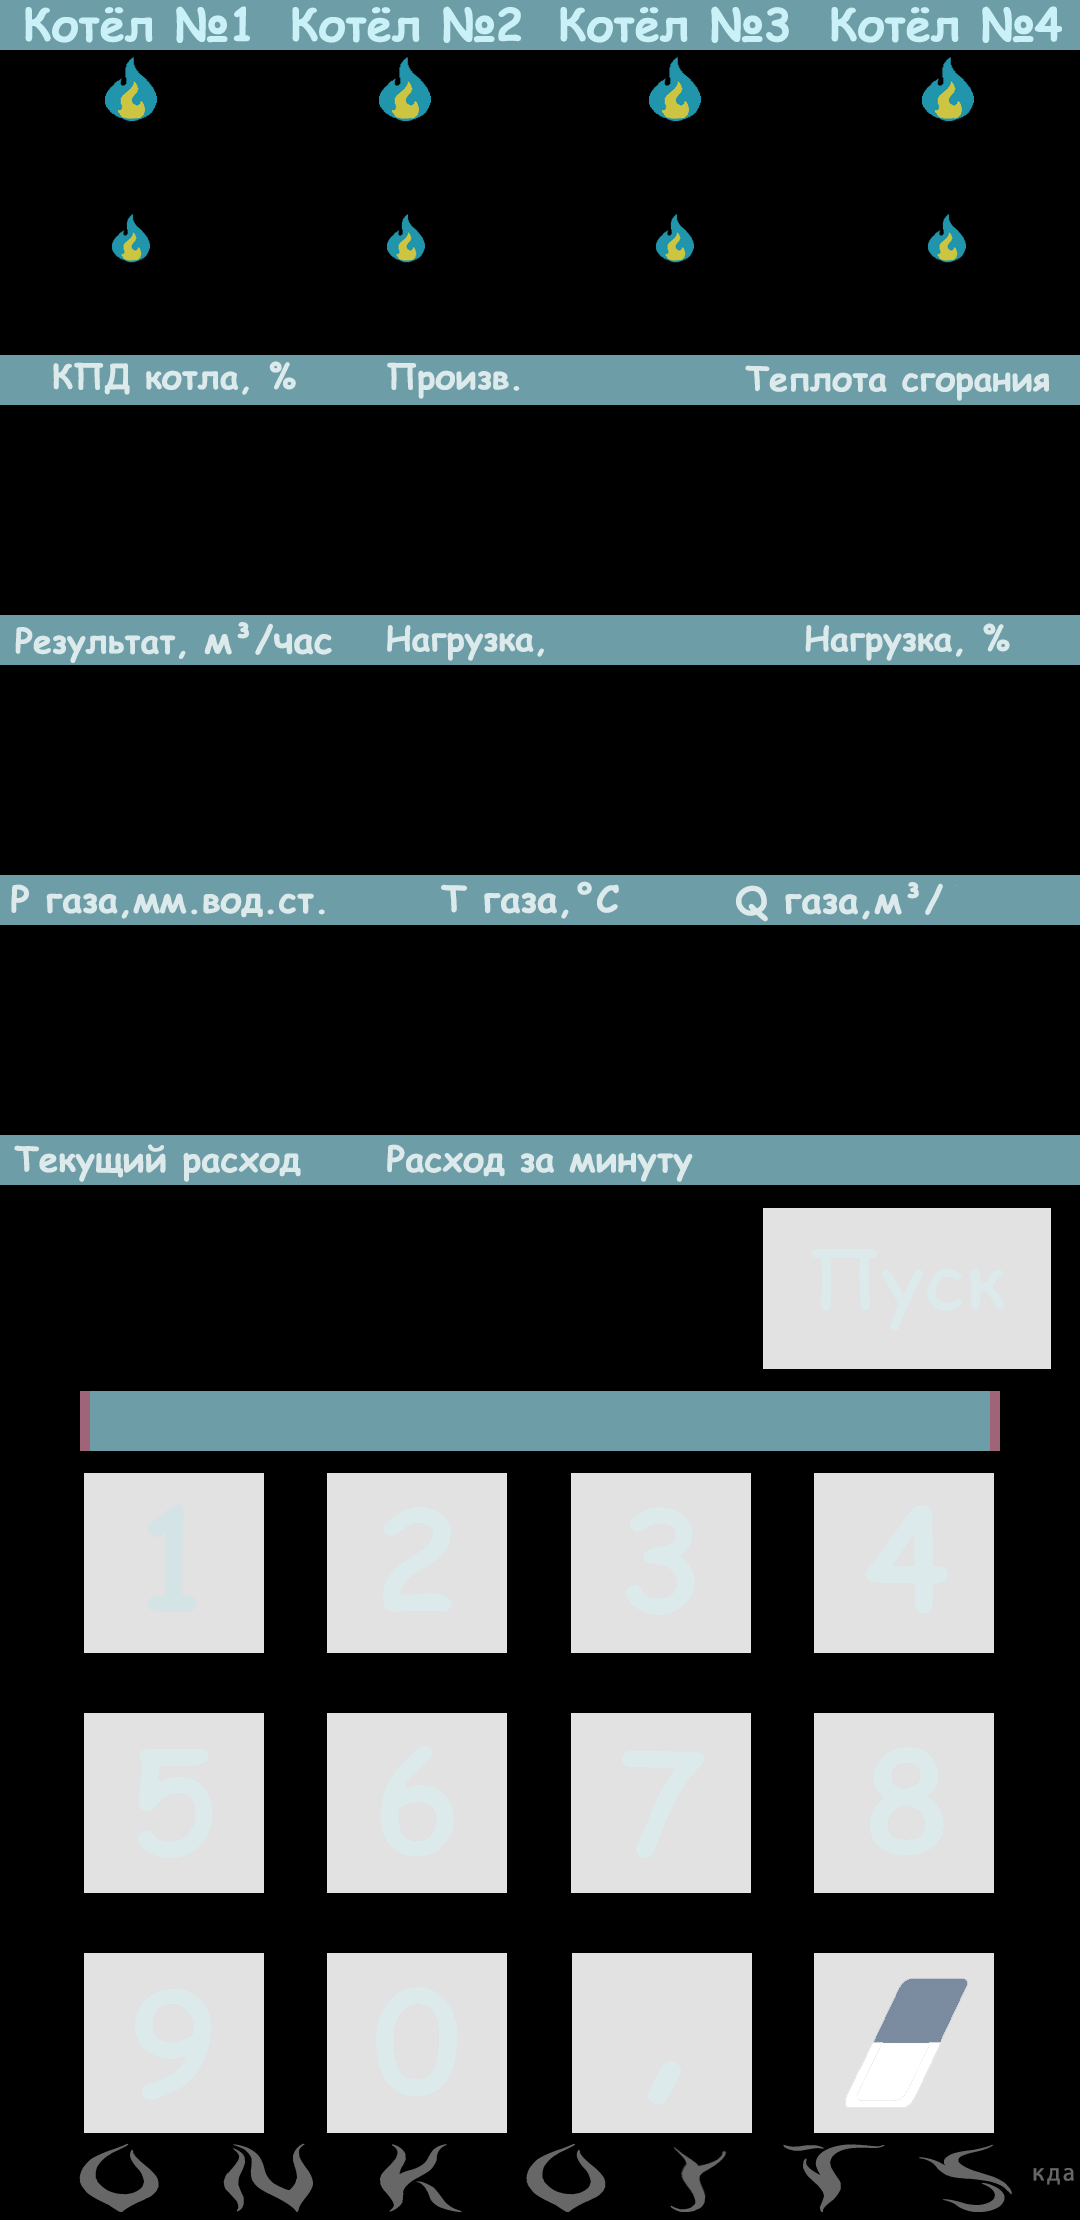 Котёл №1 Котёл №2 Котёл №3 Котёл №4
КПД котла, % Произв. Теплота сгорания
Результат, м³/час Нагрузка, Нагрузка, %
Р газа,мм.вод.ст. Т газа,°С Q газа,м³/
Текущий расход Расход за минуту
Пуск
1 2 3 4
5 6 7 8
9 0 ,
ONKOYTS кда